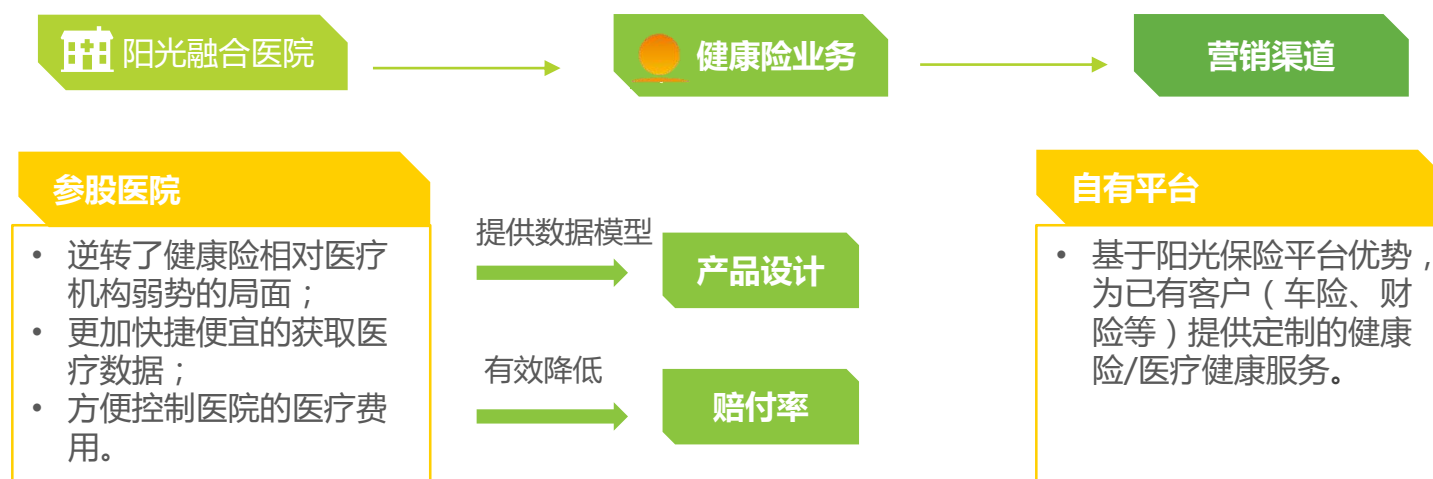 阳光融合医院
健康险业务
营销渠道
参股医院
• 逆转了健康险相对医疗
机构弱势的局面；
• 更加快捷便宜的获取医
疗数据；
• 方便控制医院的医疗费
用。
提供数据模型
产品设计
有效降低
赔付率
自有平台
• 基于阳光保险平台优势，
为已有客户（车险、财
险等）提供定制的健康
险/医疗健康服务。